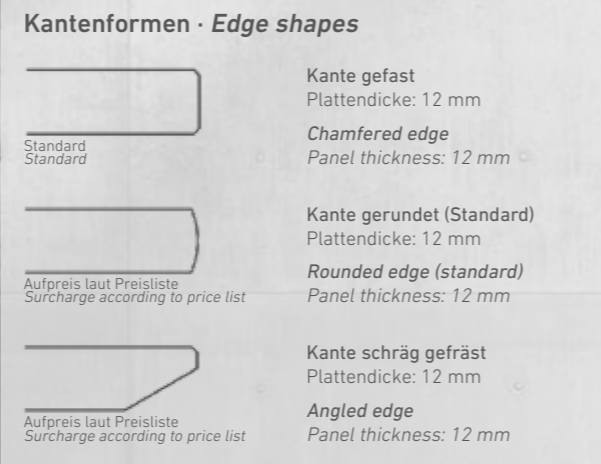 Kantenformen · Edge shapes
Standard
Standard
Kante gefast
Plattendicke: 12 mm
Chamfered edge
Panel thickness: 12 mm
Aufpreis laut Preisliste
Surcharge according to price list
Kante gerundet (Standard)
Plattendicke: 12 mm
Rounded edge (standard)
Panel thickness: 12 mm
Aufpreis laut Preisliste
Surcharge according to price list
Kante schräg gefräst
Plattendicke: 12 mm
Angled edge
Panel thickness: 12 mm